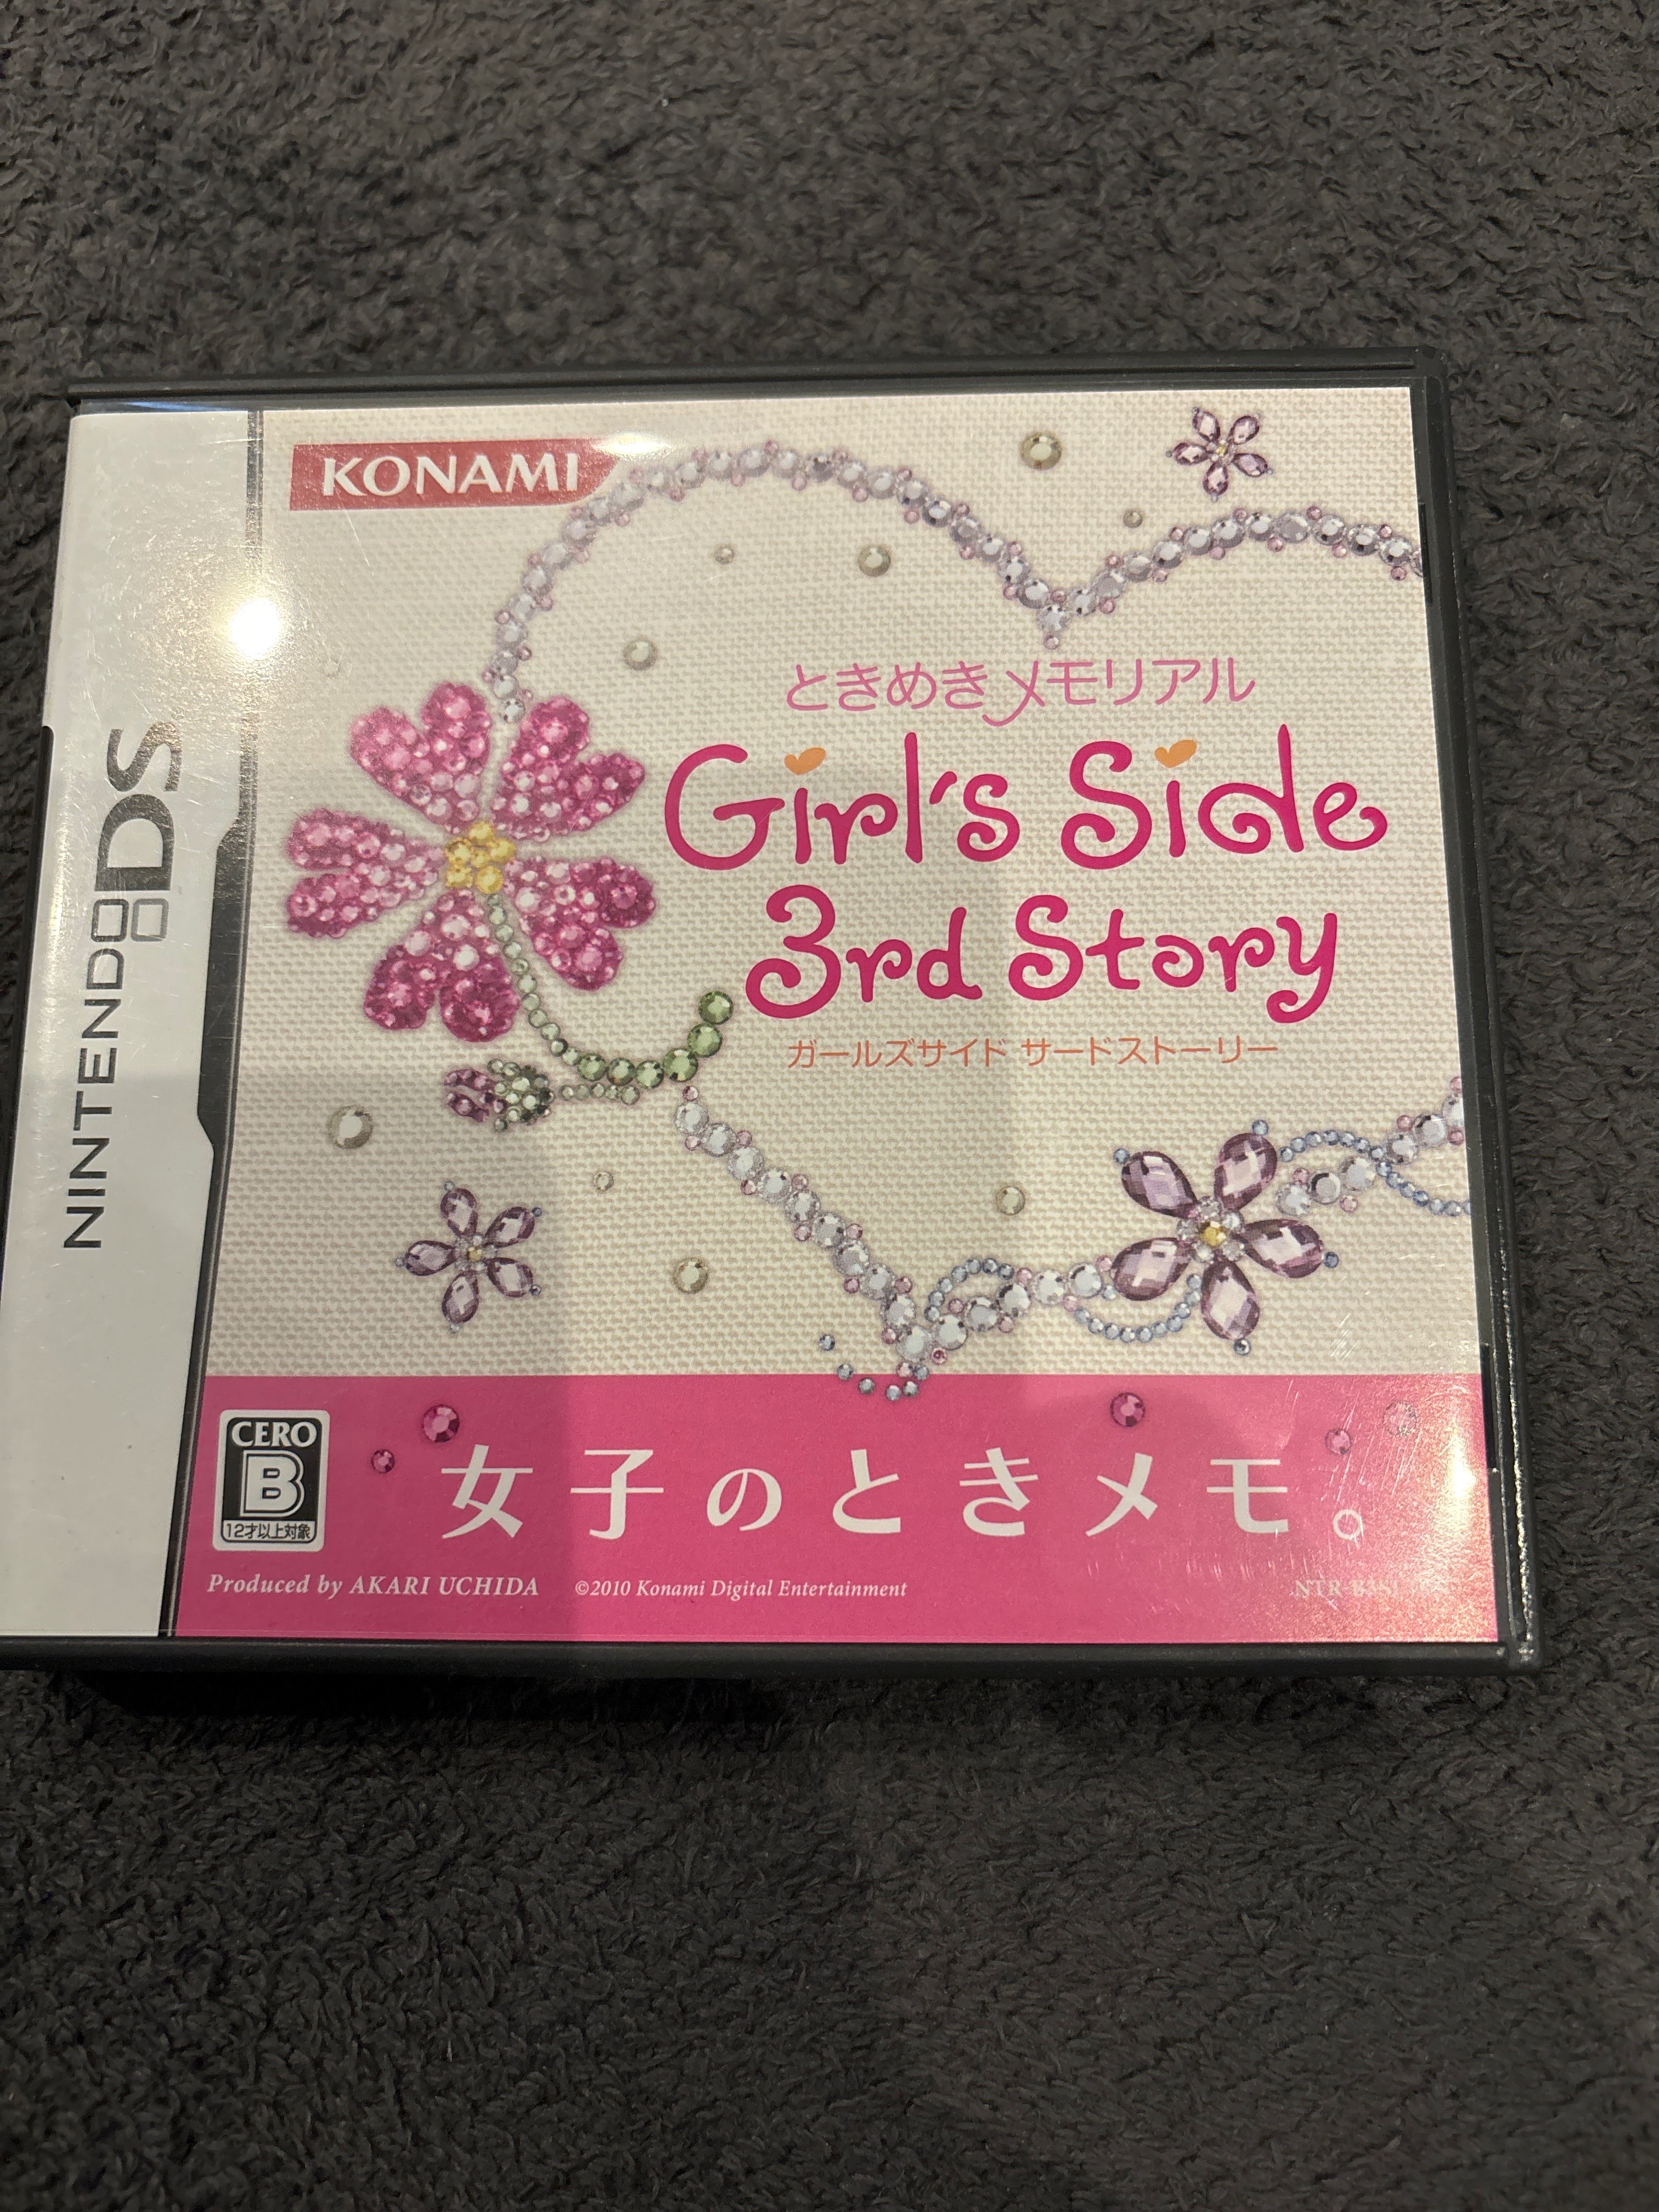 KONAMI
NINTENDO DS
ときめきメモリアル
Girl's Side
3rd Story
ガールズサイド サードストーリー
CERO
B
12才以上対象
女子のときメモ。
Produced by AKARI UCHIDA ©2010 Konami Digital Entertainment